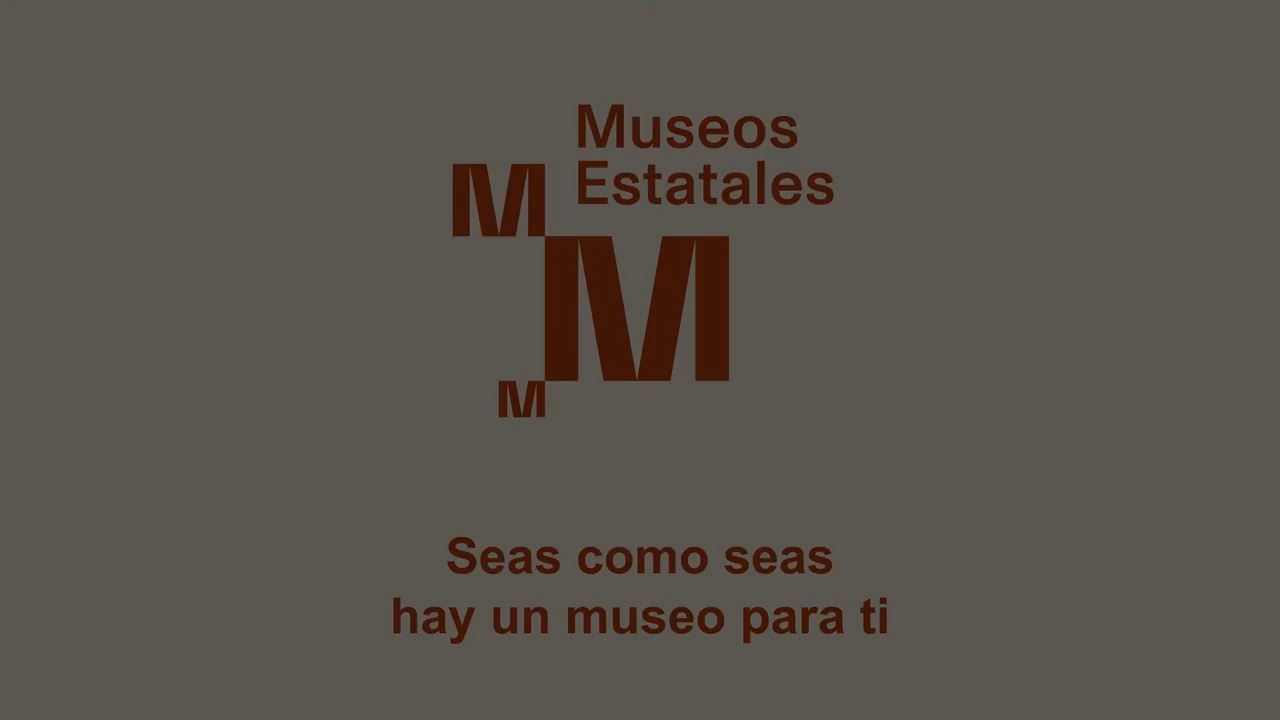 Museos
Estatales
M
M
M
Seas como seas
hay un museo para ti